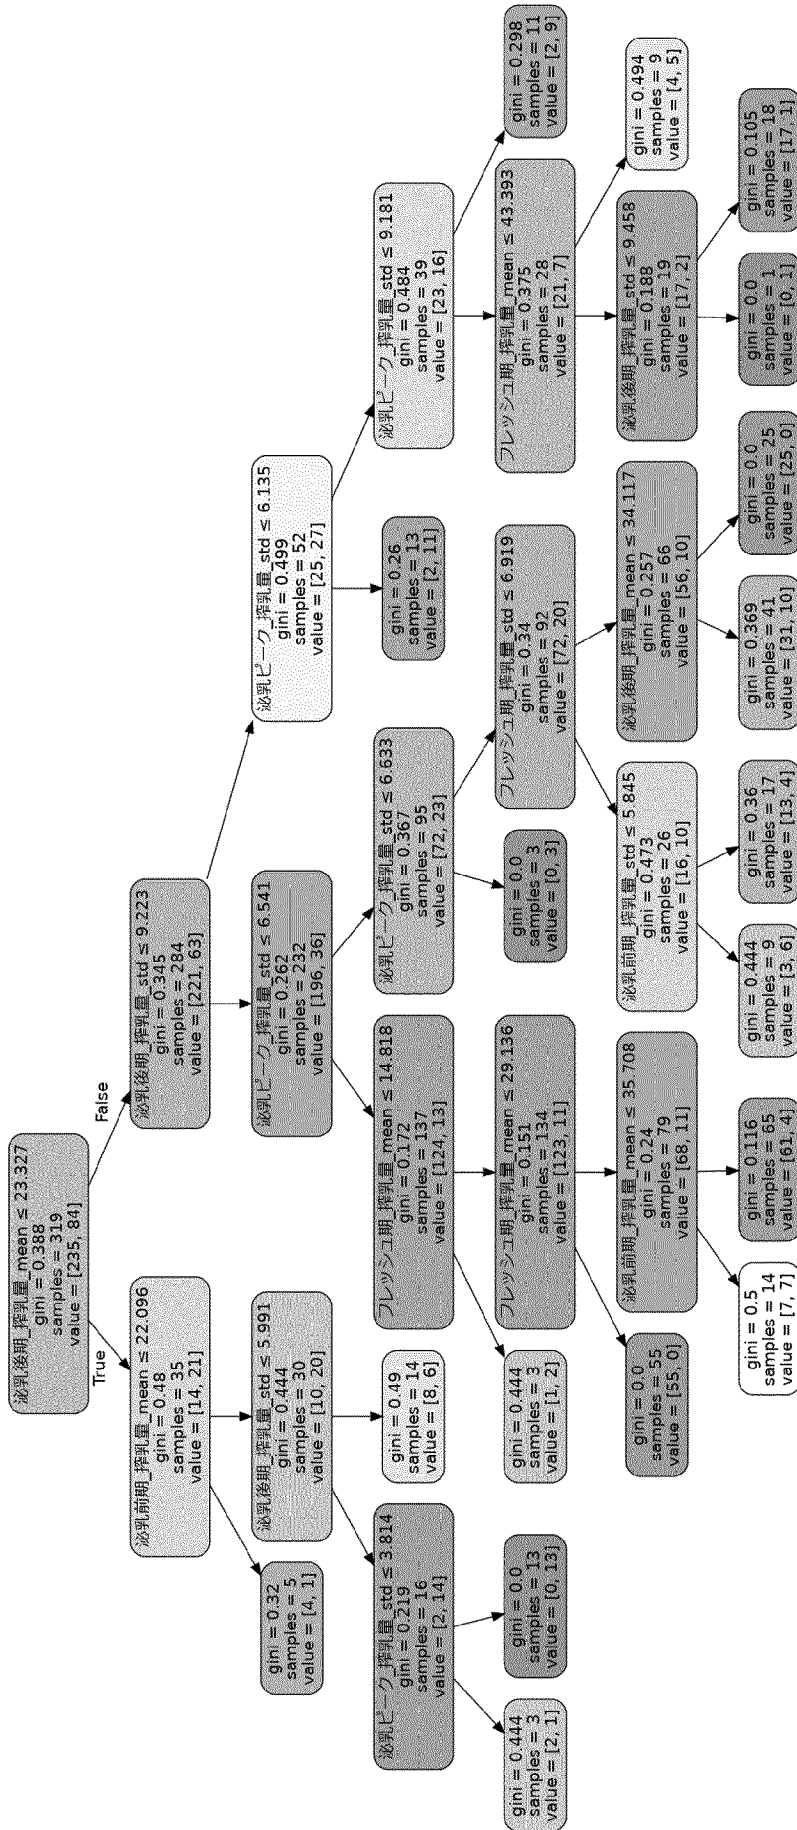 泌乳後期_搾乳量_mean ≤ 23.327
gini = 0.388
samples = 319
value = [235, 84]
True
False
泌乳前期_搾乳量_mean ≤ 22.096
gini = 0.48
samples = 35
value = [14, 21]
泌乳後期_搾乳量_std ≤ 9.223
gini = 0.345
samples = 284
value = [221, 63]
gini = 0.32
samples = 5
value = [4, 1]
泌乳後期_搾乳量_std ≤ 5.991
gini = 0.444
samples = 30
value = [10, 20]
泌乳ピーク_搾乳量_std ≤ 6.541
gini = 0.262
samples = 232
value = [196, 36]
泌乳ピーク_搾乳量_std ≤ 6.135
gini = 0.499
samples = 52
value = [25, 27]
泌乳ピーク_搾乳量_std ≤ 3.814
gini = 0.219
samples = 16
value = [2, 14]
gini = 0.49
samples = 14
value = [8, 6]
フレッシュ期_搾乳量_mean ≤ 14.818
gini = 0.172
samples = 137
value = [124, 13]
泌乳ピーク_搾乳量_std ≤ 6.633
gini = 0.367
samples = 95
value = [72, 23]
gini = 0.26
samples = 13
value = [2, 11]
泌乳ピーク_搾乳量_std ≤ 9.181
gini = 0.484
samples = 39
value = [23, 16]
gini = 0.444
samples = 3
value = [2, 1]
gini = 0.0
samples = 13
value = [0, 13]
gini = 0.444
samples = 3
value = [1, 2]
フレッシュ期_搾乳量_mean ≤ 29.136
gini = 0.151
samples = 134
value = [123, 11]
gini = 0.0
samples = 3
value = [0, 3]
フレッシュ期_搾乳量_std ≤ 6.919
gini = 0.34
samples = 92
value = [72, 20]
フレッシュ期_搾乳量_mean ≤ 43.393
gini = 0.375
samples = 28
value = [21, 7]
gini = 0.298
samples = 11
value = [2, 9]
gini = 0.0
samples = 55
value = [55, 0]
泌乳前期_搾乳量_mean ≤ 35.708
gini = 0.24
samples = 79
value = [68, 11]
泌乳前期_搾乳量_std ≤ 5.845
gini = 0.473
samples = 26
value = [16, 10]
泌乳後期_搾乳量_mean ≤ 34.117
gini = 0.257
samples = 66
value = [56, 10]
泌乳後期_搾乳量_std ≤ 9.458
gini = 0.188
samples = 19
value = [17, 2]
gini = 0.494
samples = 9
value = [4, 5]
gini = 0.5
samples = 14
value = [7, 7]
gini = 0.116
samples = 65
value = [61, 4]
gini = 0.444
samples = 9
value = [3, 6]
gini = 0.36
samples = 17
value = [13, 4]
gini = 0.369
samples = 41
value = [31, 10]
gini = 0.0
samples = 25
value = [25, 0]
gini = 0.0
samples = 1
value = [0, 1]
gini = 0.105
samples = 18
value = [17, 1]